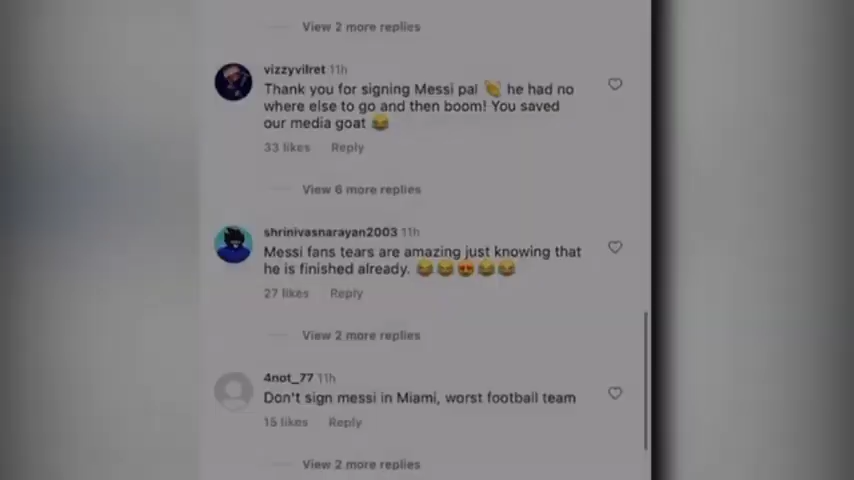 View 2 more replies
vizzyvilret 11h
Thank you for signing Messi pal 👏 he had no
where else to go and then boom! You saved
our media goat 😂
33 likes Reply
View 6 more replies
shrinivasnarayan2003 11h
Messi fans tears are amazing just knowing that
he is finished already. 😂😂😍😂😂
27 likes Reply
View 2 more replies
4not_77 11h
Don't sign messi in Miami, worst football team
15 likes Reply
View 2 more replies